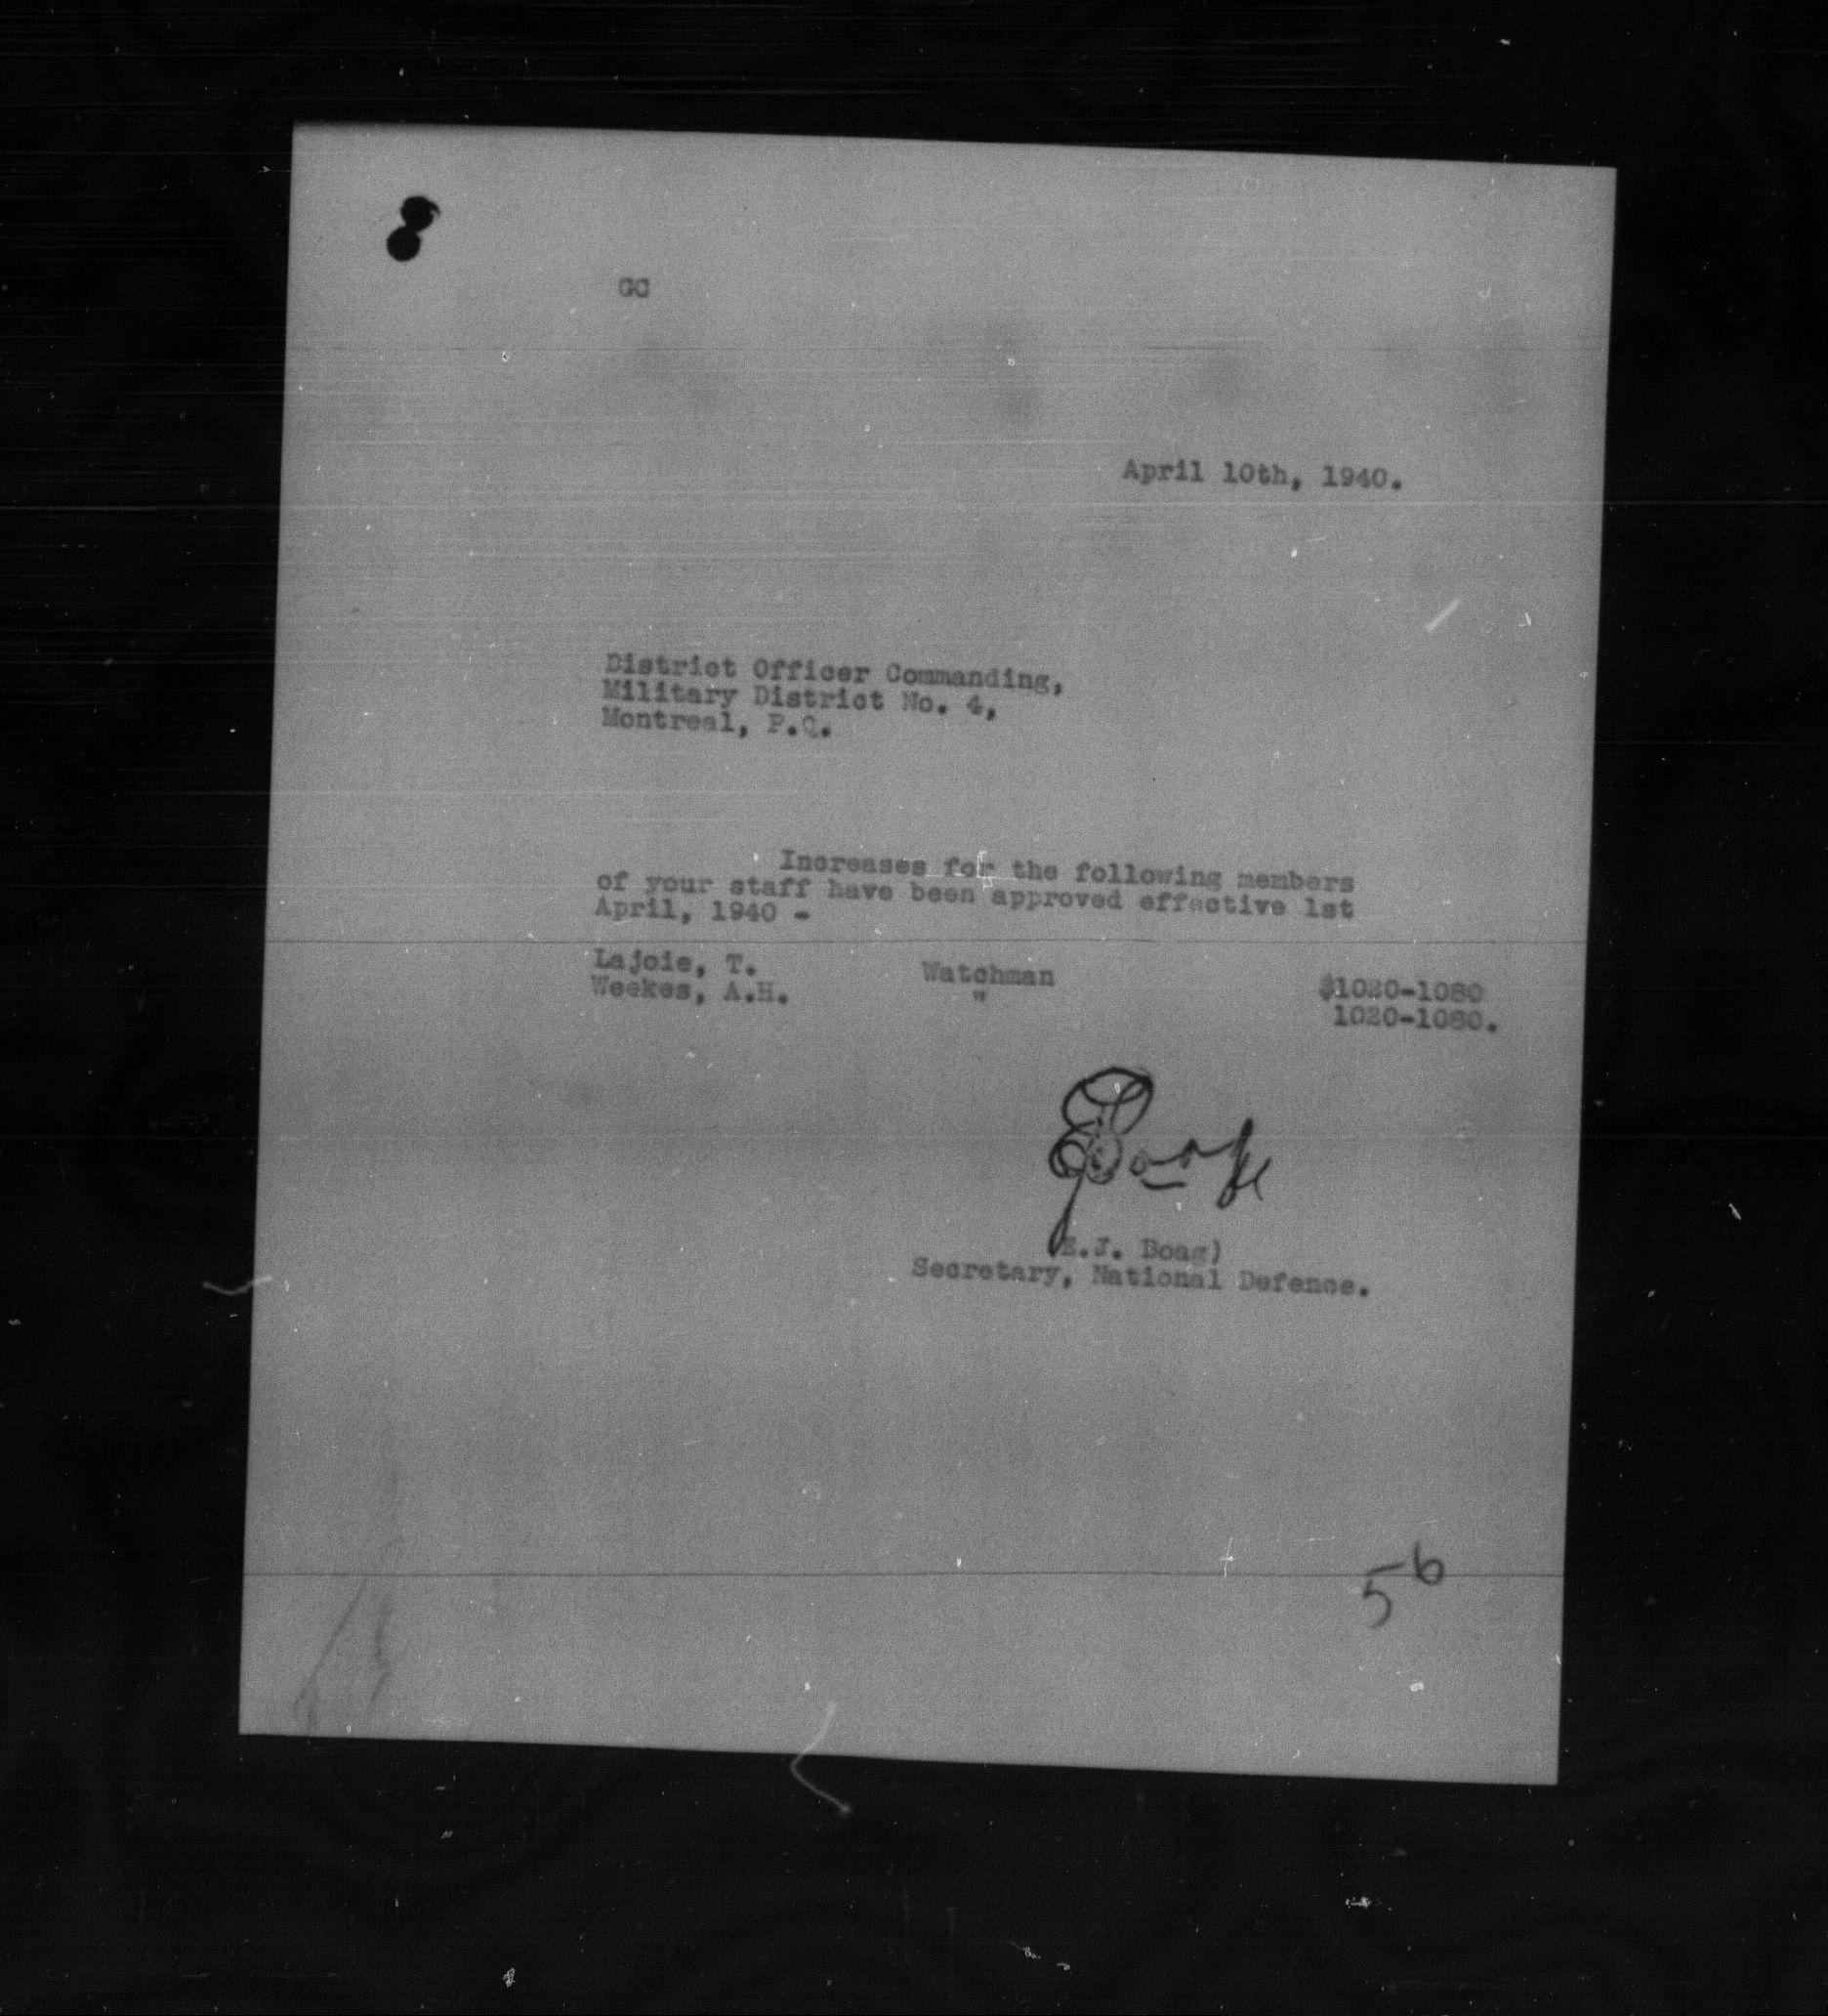 GC
April 10th, 1940.
District Officer Commanding,
Military District No. 4,
Montreal, P.Q.
Increases for the following members
of your staff have been approved effective 1st
April, 1940 -
Lajoie, T. Watchman $1020-1080
Weekes, A.H. " 1020-1080.
EJBoag
(E.J. Boag)
Secretary, National Defence.
56